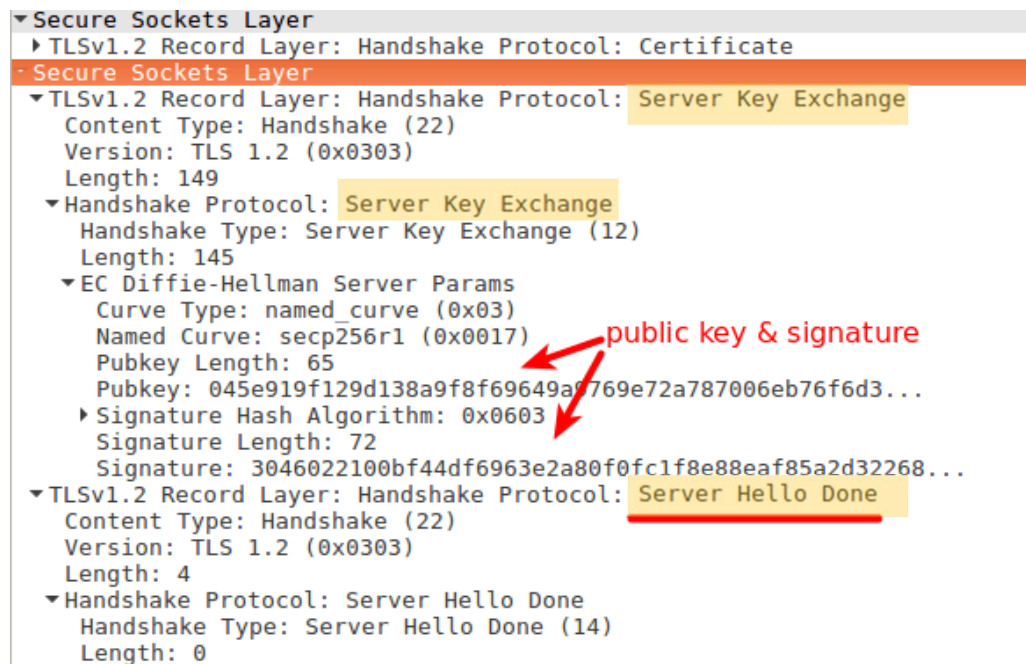 Secure Sockets Layer
TLSv1.2 Record Layer: Handshake Protocol: Certificate
Secure Sockets Layer
TLSv1.2 Record Layer: Handshake Protocol: Server Key Exchange
Content Type: Handshake (22)
Version: TLS 1.2 (0x0303)
Length: 149
Handshake Protocol: Server Key Exchange
Handshake Type: Server Key Exchange (12)
Length: 145
EC Diffie-Hellman Server Params
Curve Type: named_curve (0x03)
Named Curve: secp256r1 (0x0017)
public key & signature
Pubkey Length: 65
Pubkey: 045e919f129d138a9f8f69649a9769e72a787006eb76f6d3...
Signature Hash Algorithm: 0x0603
Signature Length: 72
Signature: 3046022100bf44df6963e2a80f0fc1f8e88eaf85a2d32268...
TLSv1.2 Record Layer: Handshake Protocol: Server Hello Done
Content Type: Handshake (22)
Version: TLS 1.2 (0x0303)
Length: 4
Handshake Protocol: Server Hello Done
Handshake Type: Server Hello Done (14)
Length: 0